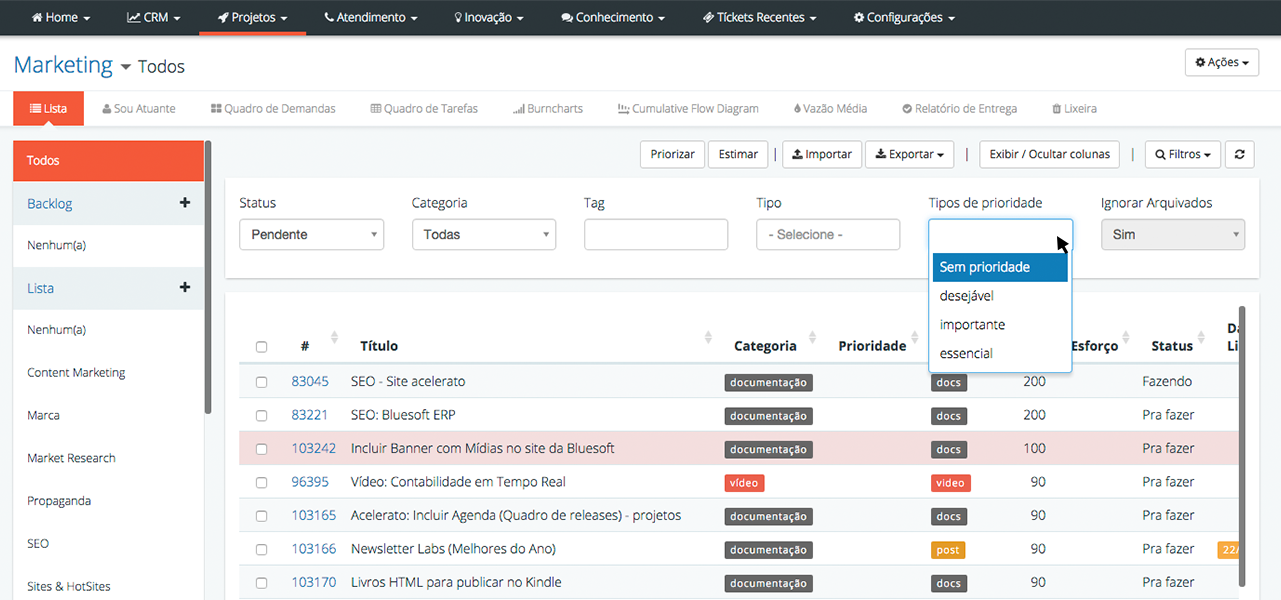 Home CRM Projetos Atendimento Inovação Conhecimento Tíckets Recentes Configurações
Marketing Todos
Ações
Lista Sou Atuante Quadro de Demandas Quadro de Tarefas Burncharts Cumulative Flow Diagram Vazão Média Relatório de Entrega Lixeira
Todos
Backlog +
Nenhum(a)
Lista +
Nenhum(a)
Content Marketing
Marca
Market Research
Propaganda
SEO
Sites & HotSites
Priorizar Estimar | Importar Exportar | Exibir / Ocultar colunas | Filtros
Status Categoria Tag Tipo Tipos de prioridade Ignorar Arquivados
Pendente Todas - Selecione - Sim
Sem prioridade
desejável
importante
essencial
# Título Categoria Prioridade Esforço Status
83045 SEO - Site acelerato documentação docs 200 Fazendo
83221 SEO: Bluesoft ERP documentação docs 200 Pra fazer
103242 Incluir Banner com Mídias no site da Bluesoft documentação docs 100 Pra fazer
96395 Vídeo: Contabilidade em Tempo Real vídeo video 90 Pra fazer
103165 Acelerato: Incluir Agenda (Quadro de releases) - projetos documentação docs 90 Pra fazer
103166 Newsletter Labs (Melhores do Ano) documentação post 90 Pra fazer 22/
103170 Livros HTML para publicar no Kindle documentação docs 90 Pra fazer